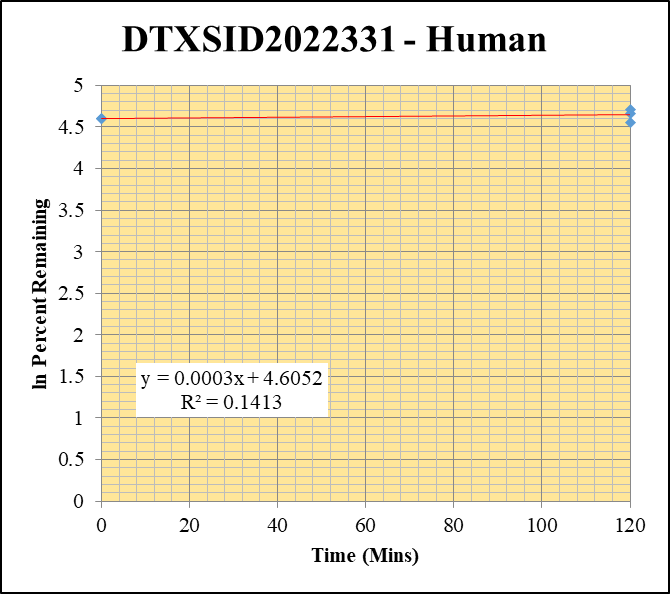 DTXSID2022331 - Human
ln Percent Remaining
5
4.5
4
3.5
3
2.5
2
1.5
1
0.5
0
y = 0.0003x + 4.6052
R² = 0.1413
0 20 40 60 80 100 120
Time (Mins)